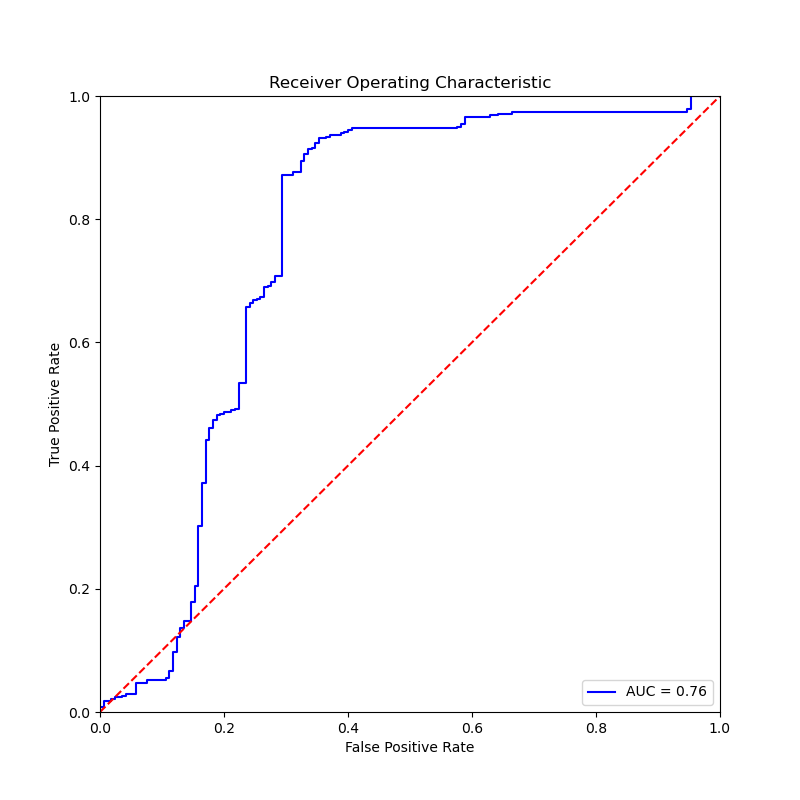 Receiver Operating Characteristic
True Positive Rate
1.0
0.8
0.6
0.4
0.2
0.0
0.0 0.2 0.4 0.6 0.8 1.0
False Positive Rate
AUC = 0.76